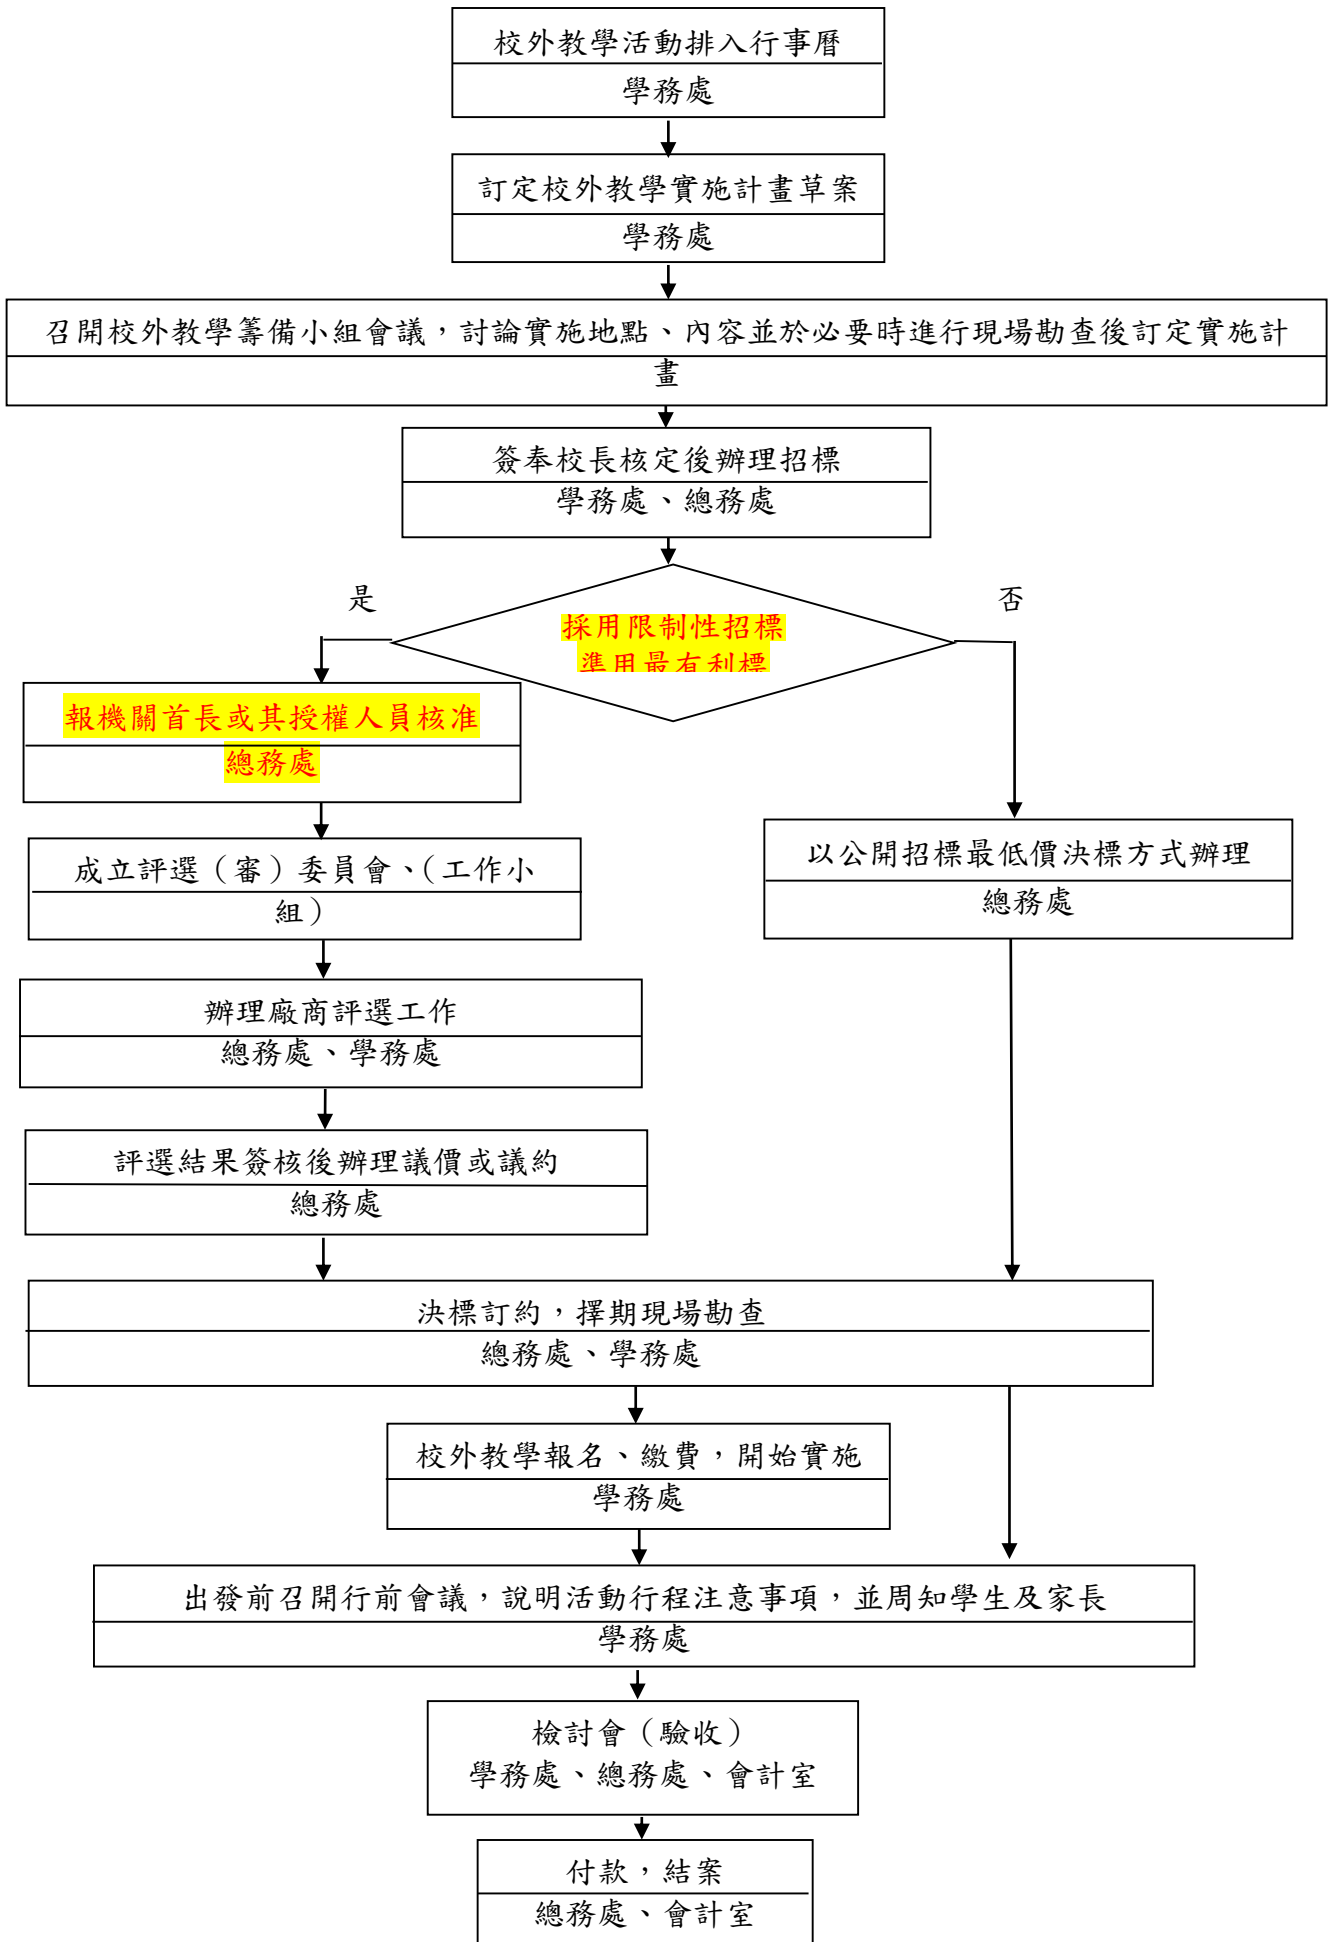 校外教學活動排入行事曆
學務處
訂定校外教學實施計畫草案
學務處
召開校外教學籌備小組會議，討論實施地點、內容並於必要時進行現場勘查後訂定實施計
畫
簽奉校長核定後辦理招標
學務處、總務處
是
否
採用限制性招標
準用最有利標
報機關首長或其授權人員核准
總務處
成立評選（審）委員會、（工作小
組）
以公開招標最低價決標方式辦理
總務處
辦理廠商評選工作
總務處、學務處
評選結果簽核後辦理議價或議約
總務處
決標訂約，擇期現場勘查
總務處、學務處
校外教學報名、繳費，開始實施
學務處
出發前召開行前會議，說明活動行程注意事項，並周知學生及家長
學務處
檢討會（驗收）
學務處、總務處、會計室
付款，結案
總務處、會計室